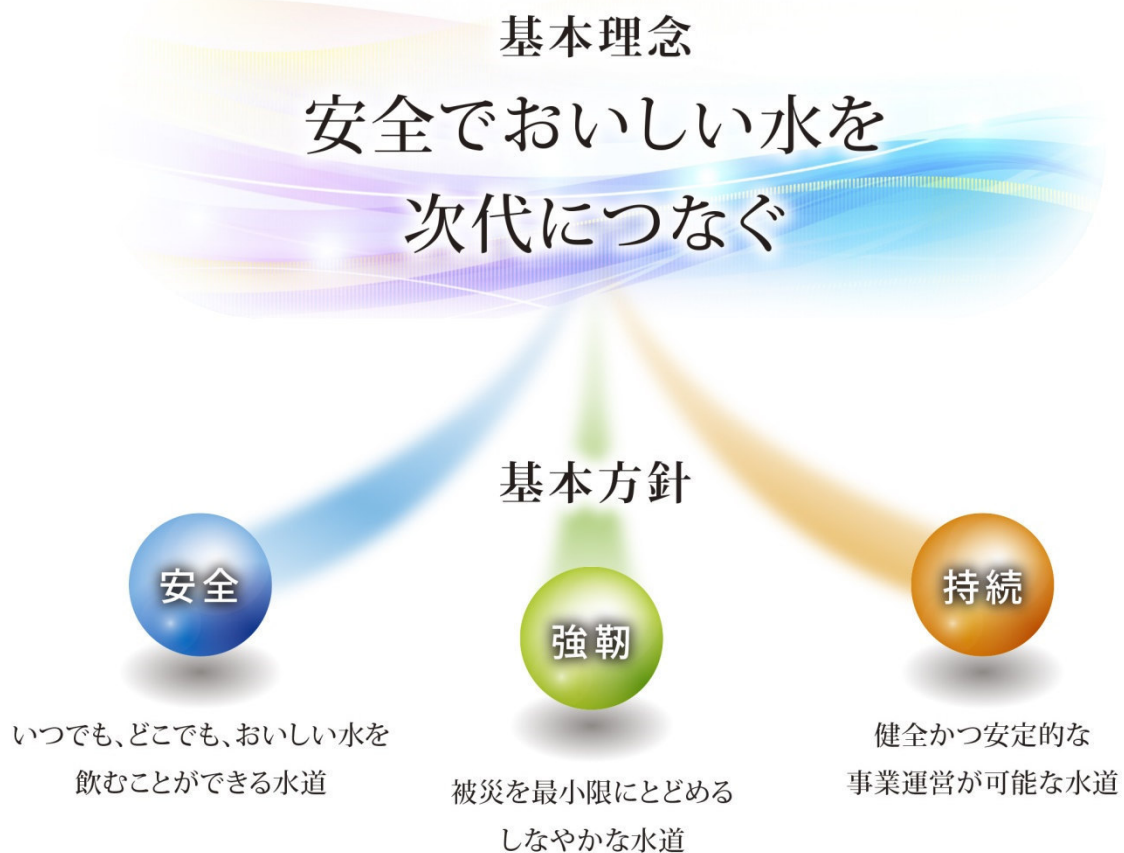 基本理念
安全でおいしい水を
次代につなぐ
基本方針
安全
いつでも、どこでも、おいしい水を
飲むことができる水道
強靭
被災を最小限にとどめる
しなやかな水道
持続
健全かつ安定的な
事業運営が可能な水道